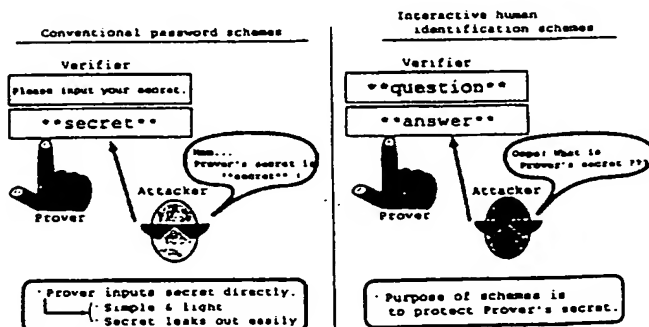 Conventional password schemes
Verifier
Please input your secret.
**secret**
Hmm...
Prover's secret is
**secret** !
Attacker
Prover
· Prover inputs secret directly.
· Simple & light
· Secret leaks out easily
Interactive human
identification schemes
Verifier
**question**
**answer**
Oops! What is
Prover's secret ??
Attacker
Prover
· Purpose of schemes is
to protect Prover's secret.